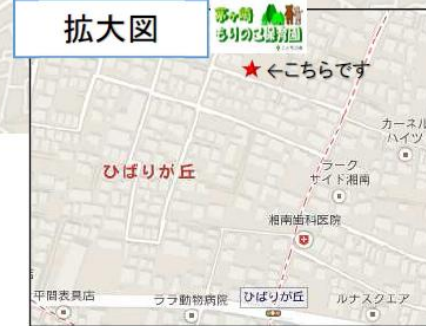 拡大図
茅ヶ崎
もりのこ保育園
★ ←こちらです
カーネル
ハイツ
ひばりが丘
ラーク
サイド湘南
湘南歯科医院
平間表具店
ララ動物病院
ひばりが丘
ルナスクエア